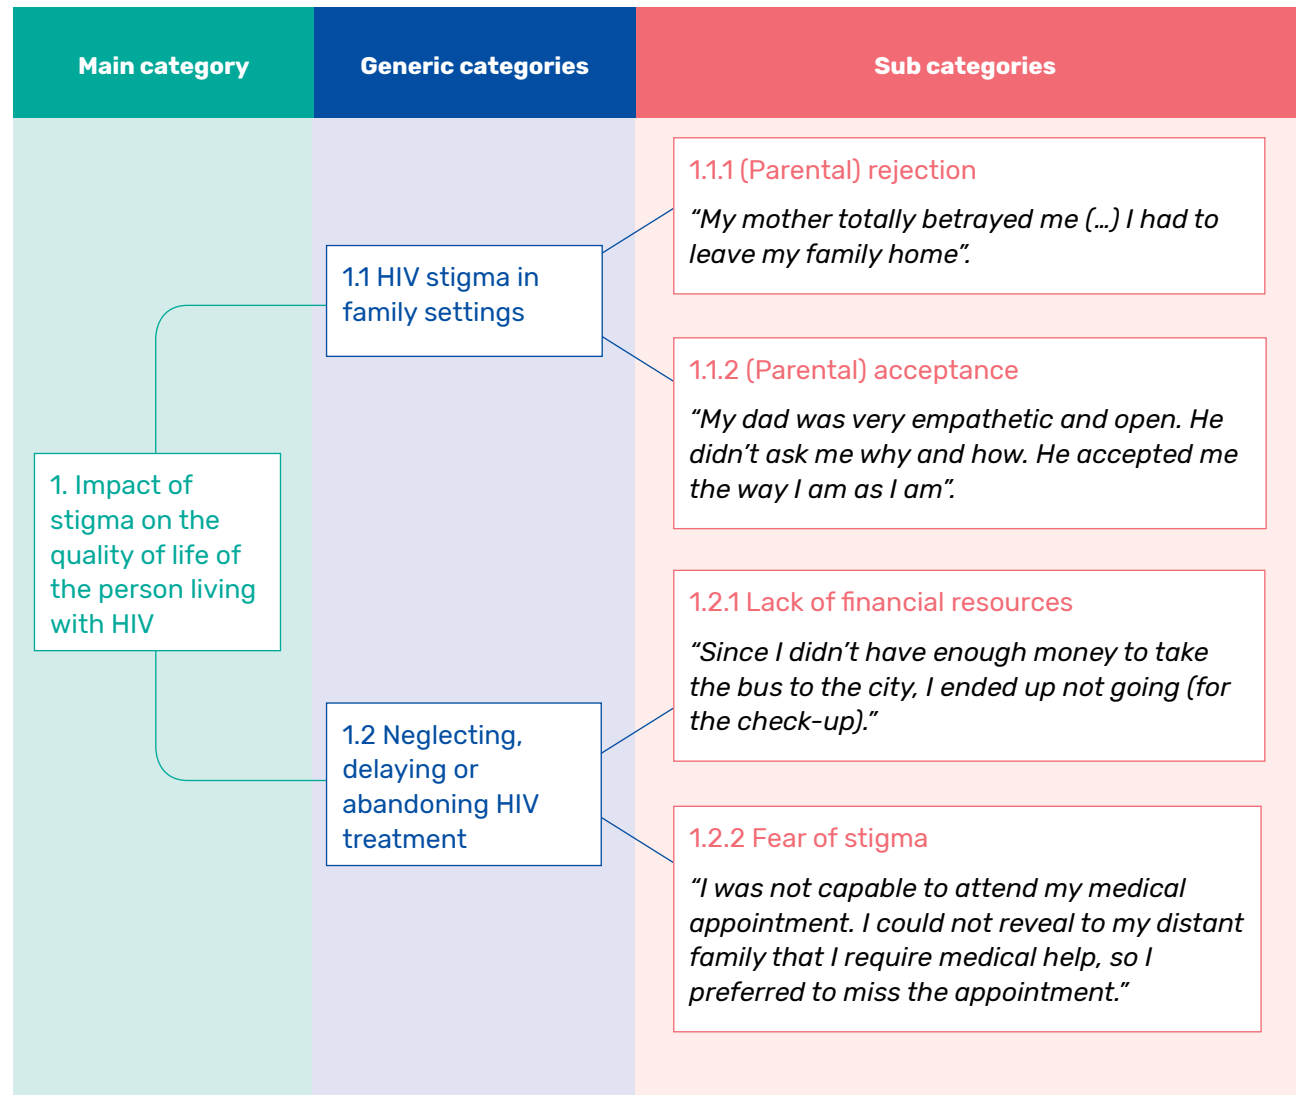 Main category
Generic categories
Sub categories
1. Impact of
stigma on the
quality of life of
the person living
with HIV
1.1 HIV stigma in
family settings
1.1.1 (Parental) rejection
“My mother totally betrayed me (…) I had to
leave my family home”.
1.1.2 (Parental) acceptance
“My dad was very empathetic and open. He
didn’t ask me why and how. He accepted me
the way I am as I am”.
1.2 Neglecting,
delaying or
abandoning HIV
treatment
1.2.1 Lack of financial resources
“Since I didn’t have enough money to take
the bus to the city, I ended up not going (for
the check-up).”
1.2.2 Fear of stigma
“I was not capable to attend my medical
appointment. I could not reveal to my distant
family that I require medical help, so I
preferred to miss the appointment.”